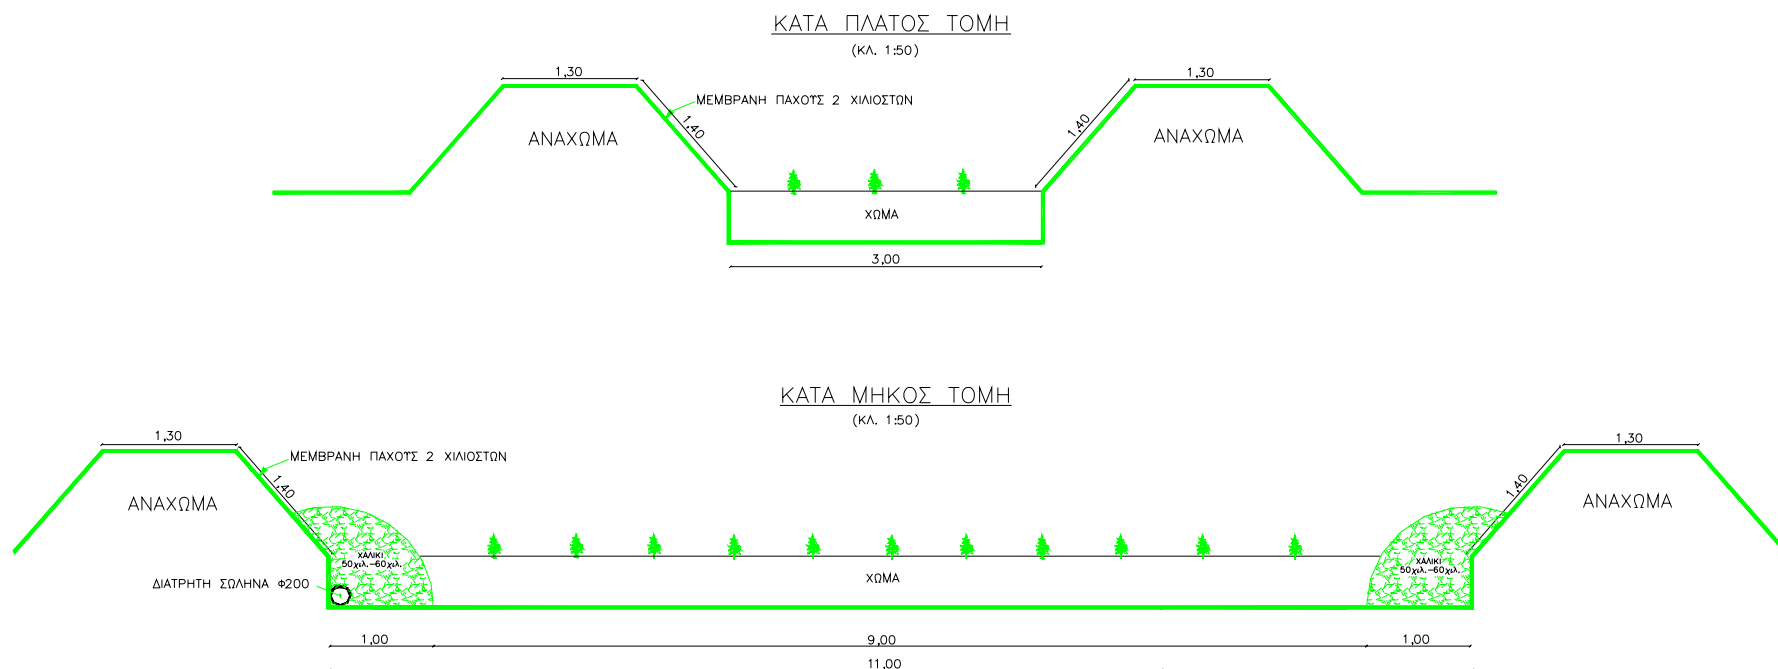 ΚΑΤΑ ΠΛΑΤΟΣ ΤΟΜΗ
(ΚΛ. 1:50)
1,30
1,30
ΜΕΜΒΡΑΝΗ ΠΑΧΟΥΣ 2 ΧΙΛΙΟΣΤΩΝ
1,40
1,40
ΑΝΑΧΩΜΑ
ΑΝΑΧΩΜΑ
ΧΩΜΑ
3,00
ΚΑΤΑ ΜΗΚΟΣ ΤΟΜΗ
(ΚΛ. 1:50)
1,30
1,30
ΜΕΜΒΡΑΝΗ ΠΑΧΟΥΣ 2 ΧΙΛΙΟΣΤΩΝ
1,40
1,40
ΑΝΑΧΩΜΑ
ΑΝΑΧΩΜΑ
ΧΑΛΙΚΙ
50χιλ.-60χιλ.
ΧΑΛΙΚΙ
50χιλ.-60χιλ.
ΧΩΜΑ
ΔΙΑΤΡΗΤΗ ΣΩΛΗΝΑ Φ200
1,00
9,00
1,00
11,00